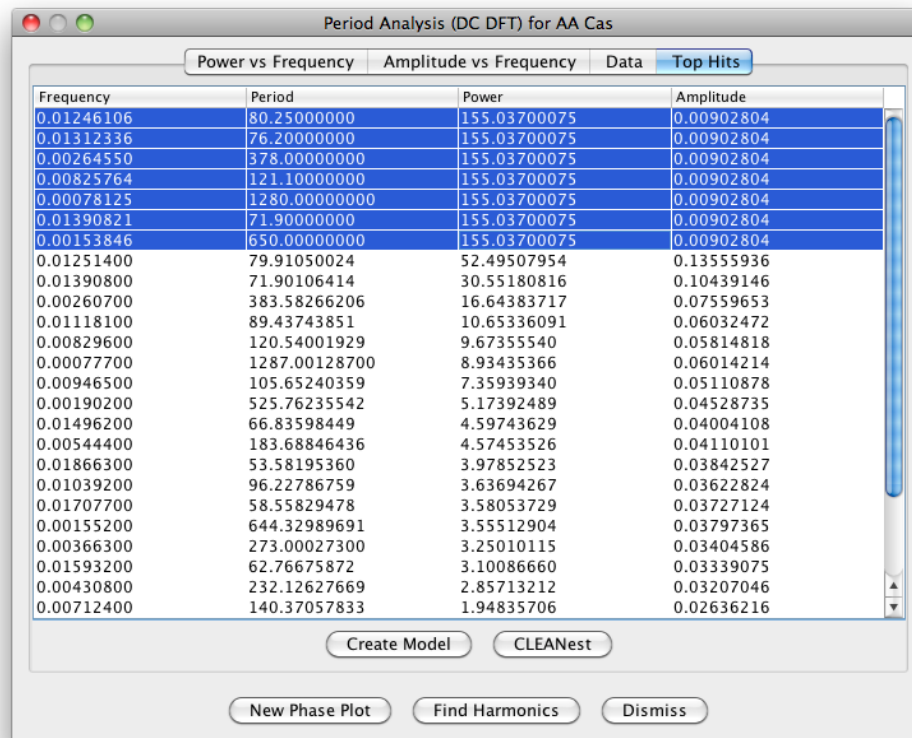 Period Analysis (DC DFT) for AA Cas
Power vs Frequency Amplitude vs Frequency Data Top Hits
Frequency Period Power Amplitude
0.01246106 80.25000000 155.03700075 0.00902804
0.01312336 76.20000000 155.03700075 0.00902804
0.00264550 378.00000000 155.03700075 0.00902804
0.00825764 121.10000000 155.03700075 0.00902804
0.00078125 1280.00000000 155.03700075 0.00902804
0.01390821 71.90000000 155.03700075 0.00902804
0.00153846 650.00000000 155.03700075 0.00902804
0.01251400 79.91050024 52.49507954 0.13555936
0.01390800 71.90106414 30.55180816 0.10439146
0.00260700 383.58266206 16.64383717 0.07559653
0.01118100 89.43743851 10.65336091 0.06032472
0.00829600 120.54001929 9.67355540 0.05814818
0.00077700 1287.00128700 8.93435366 0.06014214
0.00946500 105.65240359 7.35939340 0.05110878
0.00190200 525.76235542 5.17392489 0.04528735
0.01496200 66.83598449 4.59743629 0.04004108
0.00544400 183.68846436 4.57453526 0.04110101
0.01866300 53.58195360 3.97852523 0.03842527
0.01039200 96.22786759 3.63694267 0.03622824
0.01707700 58.55829478 3.58053729 0.03727124
0.00155200 644.32989691 3.55512904 0.03797365
0.00366300 273.00027300 3.25010115 0.03404586
0.01593200 62.76675872 3.10086660 0.03339075
0.00430800 232.12627669 2.85713212 0.03207046
0.00712400 140.37057833 1.94835706 0.02636216
Create Model CLEANest
New Phase Plot Find Harmonics Dismiss